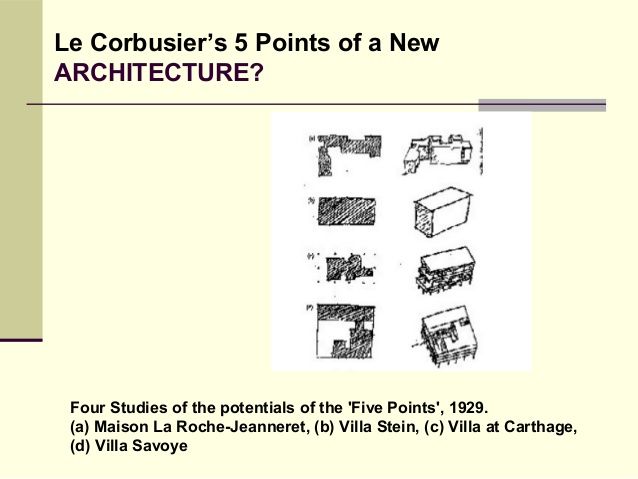 Le Corbusier's 5 Points of a New
ARCHITECTURE?
(a)
(b)
(c)
(d)
Four Studies of the potentials of the 'Five Points', 1929.
(a) Maison La Roche-Jeanneret, (b) Villa Stein, (c) Villa at Carthage,
(d) Villa Savoye